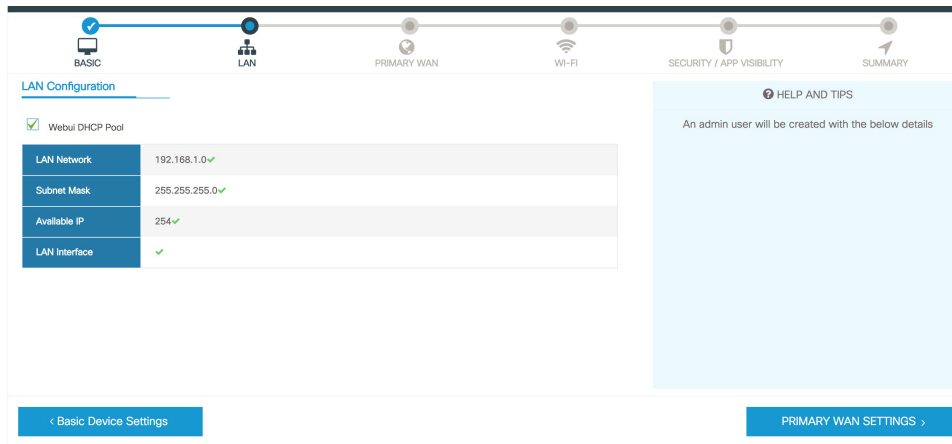 BASIC
LAN
PRIMARY WAN
WI-FI
SECURITY / APP VISIBILITY
SUMMARY
LAN Configuration
Webui DHCP Pool
LAN Network 192.168.1.0
Subnet Mask 255.255.255.0
Available IP 254
LAN Interface
HELP AND TIPS
An admin user will be created with the below details
< Basic Device Settings
PRIMARY WAN SETTINGS >